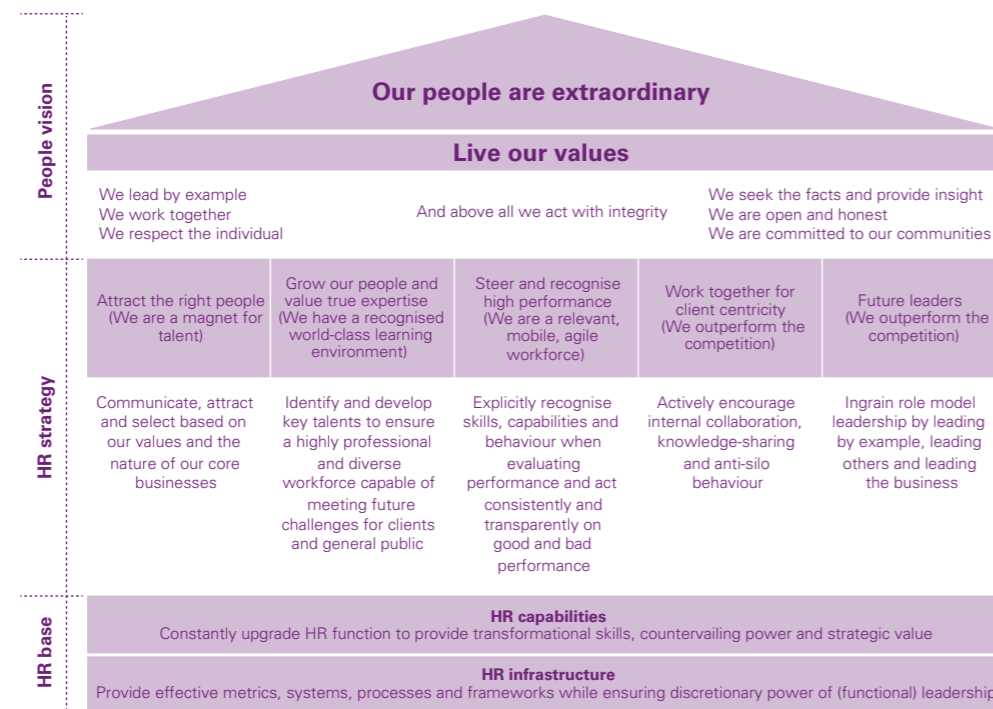 People vision
Our people are extraordinary
Live our values
We lead by example
We work together
We respect the individual
And above all we act with integrity
We seek the facts and provide insight
We are open and honest
We are committed to our communities
HR strategy
Attract the right people
(We are a magnet for
talent)
Grow our people and
value true expertise
(We have a recognised
world-class learning
environment)
Steer and recognise
high performance
(We are a relevant,
mobile, agile
workforce)
Work together for
client centricity
(We outperform the
competition)
Future leaders
(We outperform the
competition)
Communicate, attract
and select based on
our values and the
nature of our core
businesses
Identify and develop
key talents to ensure
a highly professional
and diverse
workforce capable of
meeting future
challenges for clients
and general public
Explicitly recognise
skills, capabilities and
behaviour when
evaluating
performance and act
consistently and
transparently on
good and bad
performance
Actively encourage
internal collaboration,
knowledge-sharing
and anti-silo
behaviour
Ingrain role model
leadership by leading
by example, leading
others and leading
the business
HR base
HR capabilities
Constantly upgrade HR function to provide transformational skills, countervailing power and strategic value
HR infrastructure
Provide effective metrics, systems, processes and frameworks while ensuring discretionary power of (functional) leadership